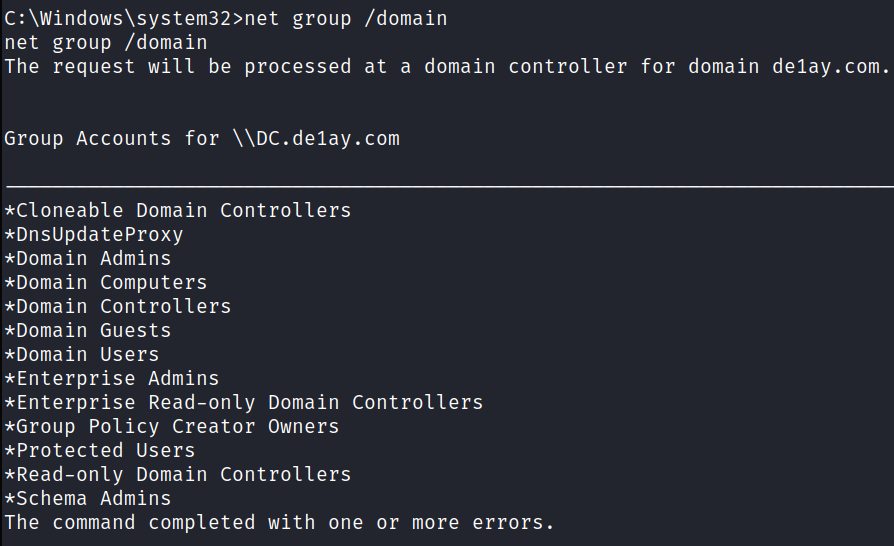 C:\Windows\system32>net group /domain
net group /domain
The request will be processed at a domain controller for domain de1ay.com.
Group Accounts for \\DC.de1ay.com
*Cloneable Domain Controllers
*DnsUpdateProxy
*Domain Admins
*Domain Computers
*Domain Controllers
*Domain Guests
*Domain Users
*Enterprise Admins
*Enterprise Read-only Domain Controllers
*Group Policy Creator Owners
*Protected Users
*Read-only Domain Controllers
*Schema Admins
The command completed with one or more errors.